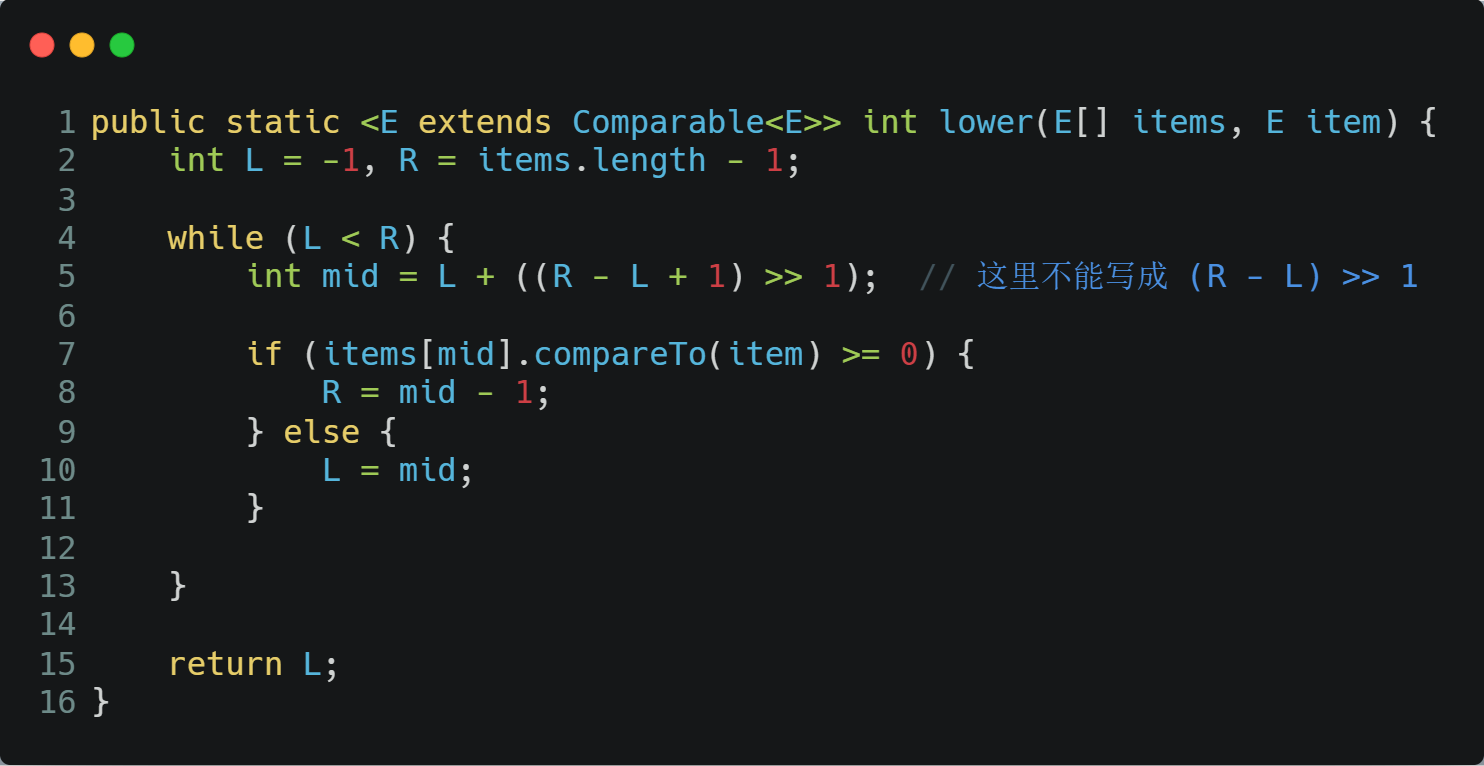 1 public static <E extends Comparable<E>> int lower(E[] items, E item) {
2     int L = -1, R = items.length - 1;
3
4     while (L < R) {
5         int mid = L + ((R - L + 1) >> 1);  // 这里不能写成 (R - L) >> 1
6
7         if (items[mid].compareTo(item) >= 0) {
8             R = mid - 1;
9         } else {
10             L = mid;
11         }
12
13     }
14
15     return L;
16 }